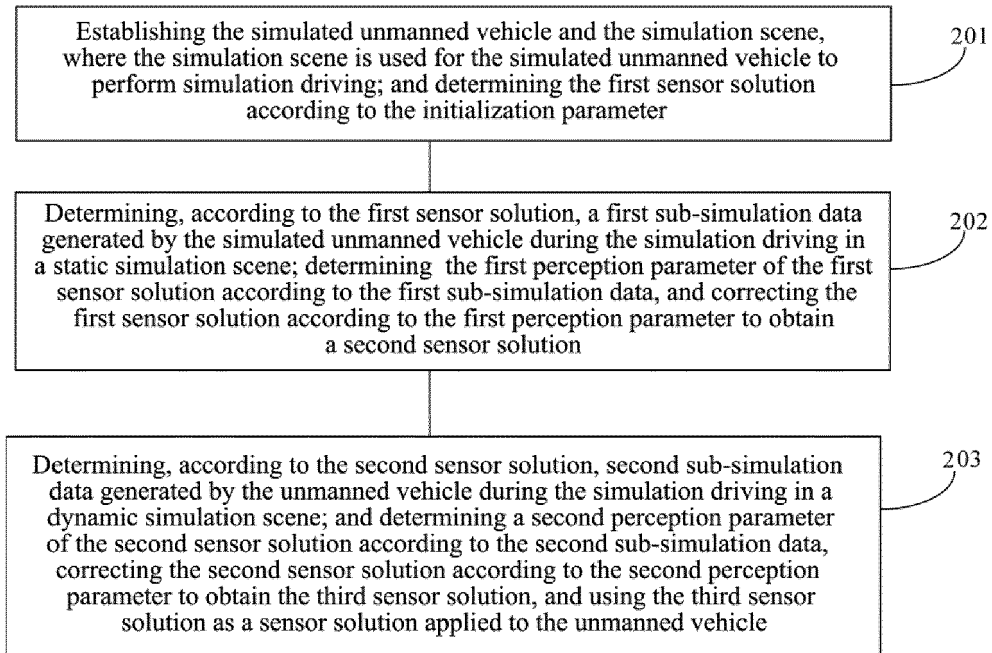 Establishing the simulated unmanned vehicle and the simulation scene,
where the simulation scene is used for the simulated unmanned vehicle to
perform simulation driving; and determining the first sensor solution
according to the initialization parameter
201
Determining, according to the first sensor solution, a first sub-simulation data
generated by the simulated unmanned vehicle during the simulation driving in
a static simulation scene; determining the first perception parameter of the first
sensor solution according to the first sub-simulation data, and correcting the
first sensor solution according to the first perception parameter to obtain
a second sensor solution
202
Determining, according to the second sensor solution, second sub-simulation
data generated by the unmanned vehicle during the simulation driving in a
dynamic simulation scene; and determining a second perception parameter
of the second sensor solution according to the second sub-simulation data,
correcting the second sensor solution according to the second perception
parameter to obtain the third sensor solution, and using the third sensor
solution as a sensor solution applied to the unmanned vehicle
203